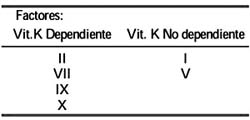 Factores:
Vit.K Dependiente Vit. K No dependiente
II I
VII V
IX
X